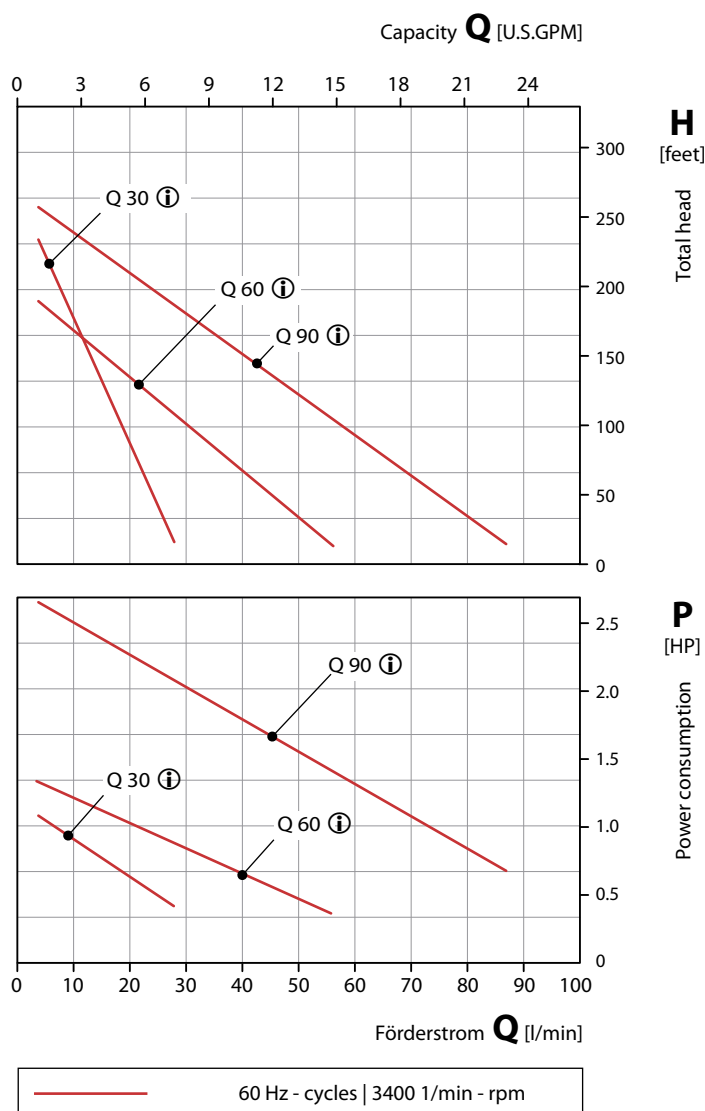 Capacity Q [U.S.GPM]
0 3 6 9 12 15 18 21 24
H
[feet]
Total head
300
250
200
150
100
50
0
Q 30 ⓘ
Q 60 ⓘ
Q 90 ⓘ
P
[HP]
Power consumption
2.5
2.0
1.5
1.0
0.5
0
Q 90 ⓘ
Q 30 ⓘ
Q 60 ⓘ
0 10 20 30 40 50 60 70 80 90 100
Förderstrom Q [l/min]
60 Hz - cycles | 3400 1/min - rpm